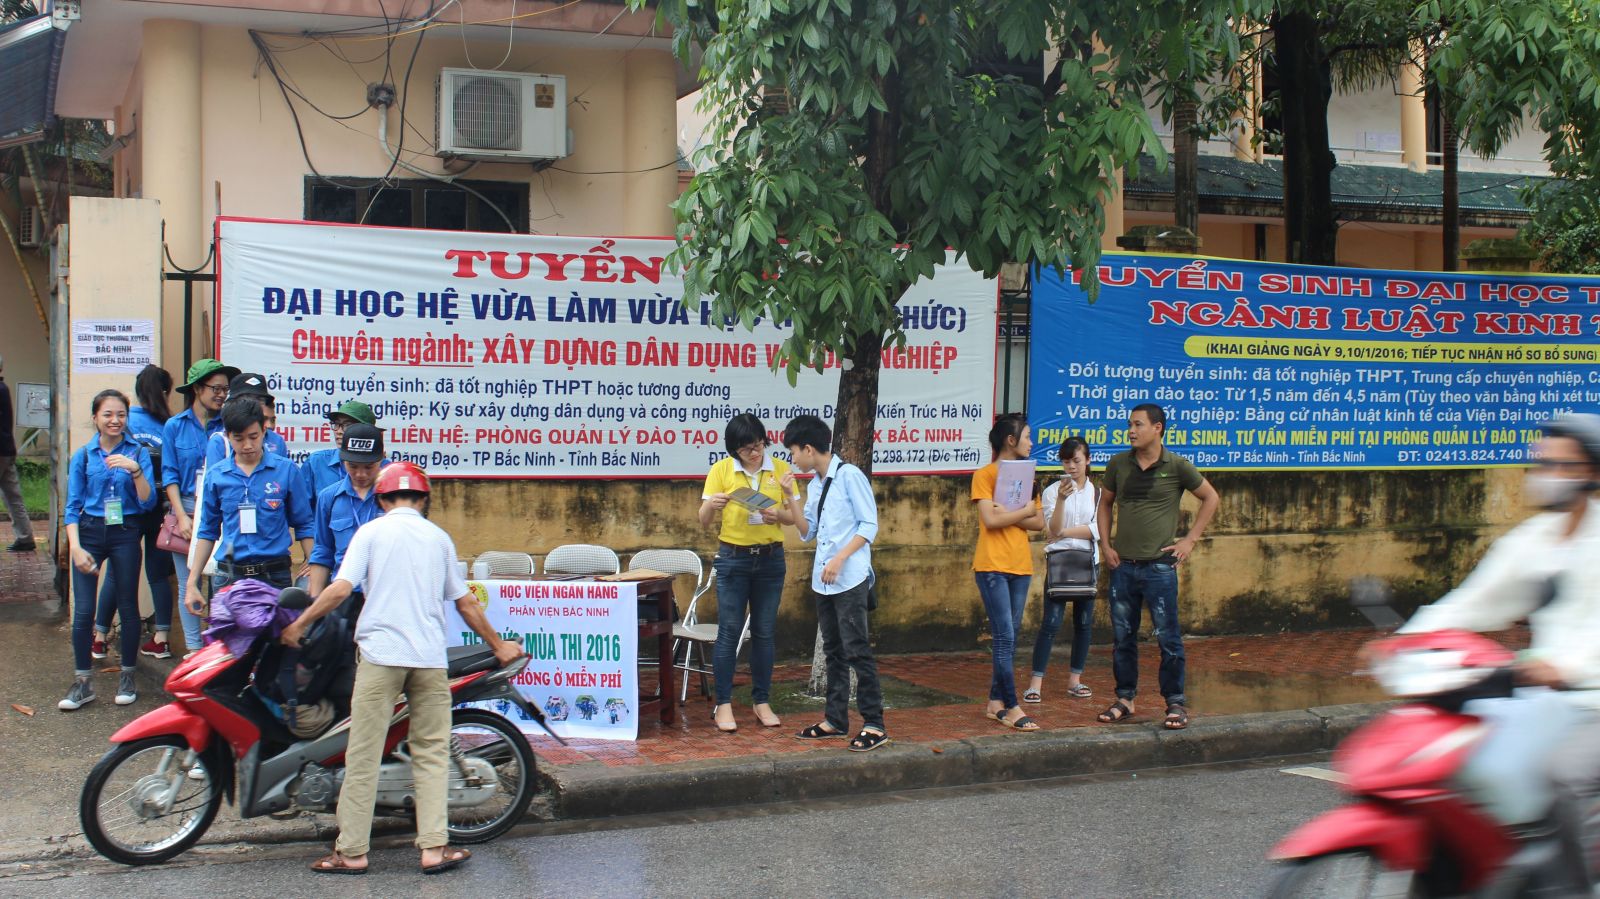 TRUNG TÂM
GIÁO DỤC THƯỜNG XUYÊN
BẮC NINH
39 NGUYỄN ĐĂNG ĐẠO
TUYỂN
ĐẠI HỌC HỆ VỪA LÀM VỪA HỌC
Chuyên ngành: XÂY DỰNG DÂN DỤNG NGHIỆP
tượng tuyển sinh: đã tốt nghiệp THPT hoặc tương đương
bằng nghiệp: Kỹ sư xây dựng dân dụng và công nghiệp của trường Kiến Trúc Hà Nội
LIÊN HỆ: PHÒNG QUẢN LÝ ĐÀO TẠO BẮC NINH
Đăng Đạo - TP Bắc Ninh - Tỉnh Bắc Ninh 3.298.172 (Đ/c Tiến)
TUYỂN SINH ĐẠI HỌC
NGÀNH LUẬT KINH
(KHAI GIẢNG NGÀY 9,10/1/2016; TIẾP TỤC NHẬN HỒ SƠ BỔ SUNG)
- Đối tượng tuyển sinh: đã tốt nghiệp THPT, Trung cấp chuyên nghiệp,
- Thời gian đào tạo: Từ 1,5 năm đến 4,5 năm (Tùy theo văn bằng khi xét
- Văn bằng tốt nghiệp: Bằng cử nhân luật kinh tế của Viện Đại học Mở
PHÁT HỒ SƠ TUYỂN SINH, TƯ VẤN MIỄN PHÍ TẠI PHÒNG QUẢN LÝ ĐÀO TẠO
Đăng Đạo - TP Bắc Ninh - Tỉnh Bắc Ninh ĐT: 02413.824.740
VUG
HỌC VIỆN NGÂN HÀNG
PHÂN VIỆN BẮC NINH
MÙA THI 2016
PHÒNG Ở MIỄN PHÍ